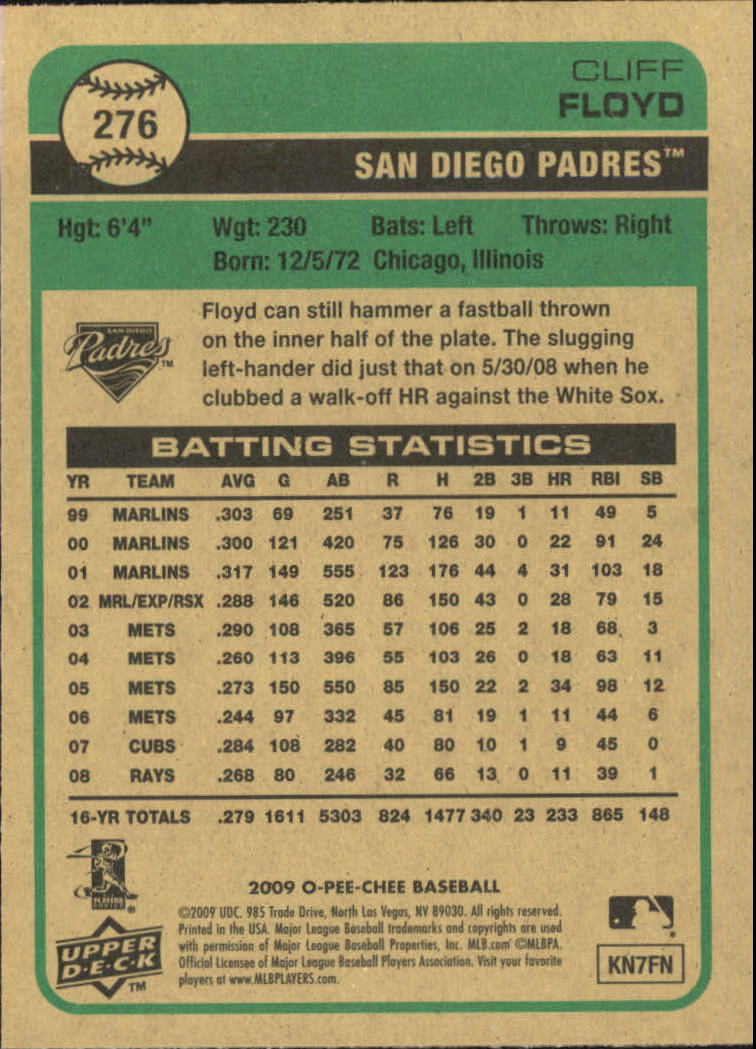 276
CLIFF
FLOYD
SAN DIEGO PADRES™
Hgt: 6'4" Wgt: 230 Bats: Left Throws: Right
Born: 12/5/72 Chicago, Illinois
SAN DIEGO
Padres™
Floyd can still hammer a fastball thrown
on the inner half of the plate. The slugging
left-hander did just that on 5/30/08 when he
clubbed a walk-off HR against the White Sox.
BATTING STATISTICS
YR TEAM AVG G AB R H 2B 3B HR RBI SB
99 MARLINS .303 69 251 37 76 19 1 11 49 5
00 MARLINS .300 121 420 75 126 30 0 22 91 24
01 MARLINS .317 149 555 123 176 44 4 31 103 18
02 MRL/EXP/RSX .288 146 520 86 150 43 0 28 79 15
03 METS .290 108 365 57 106 25 2 18 68 3
04 METS .260 113 396 55 103 26 0 18 63 11
05 METS .273 150 550 85 150 22 2 34 98 12
06 METS .244 97 332 45 81 19 1 11 44 6
07 CUBS .284 108 282 40 80 10 1 9 45 0
08 RAYS .268 80 246 32 66 13 0 11 39 1
16-YR TOTALS .279 1611 5303 824 1477 340 23 233 865 148
PLAYERS
CHOICE ®
2009 O-PEE-CHEE BASEBALL
©2009 UDC. 985 Trade Drive, North Las Vegas, NV 89030. All rights reserved.
Printed in the USA. Major League Baseball trademarks and copyrights are used
with permission of Major League Baseball Properties, Inc. MLB.com ©MLBPA.
Official Licensee of Major League Baseball Players Association. Visit your favorite
players at www.MLBPLAYERS.com.
UPPER
D·E·C·K
TM
KN7FN